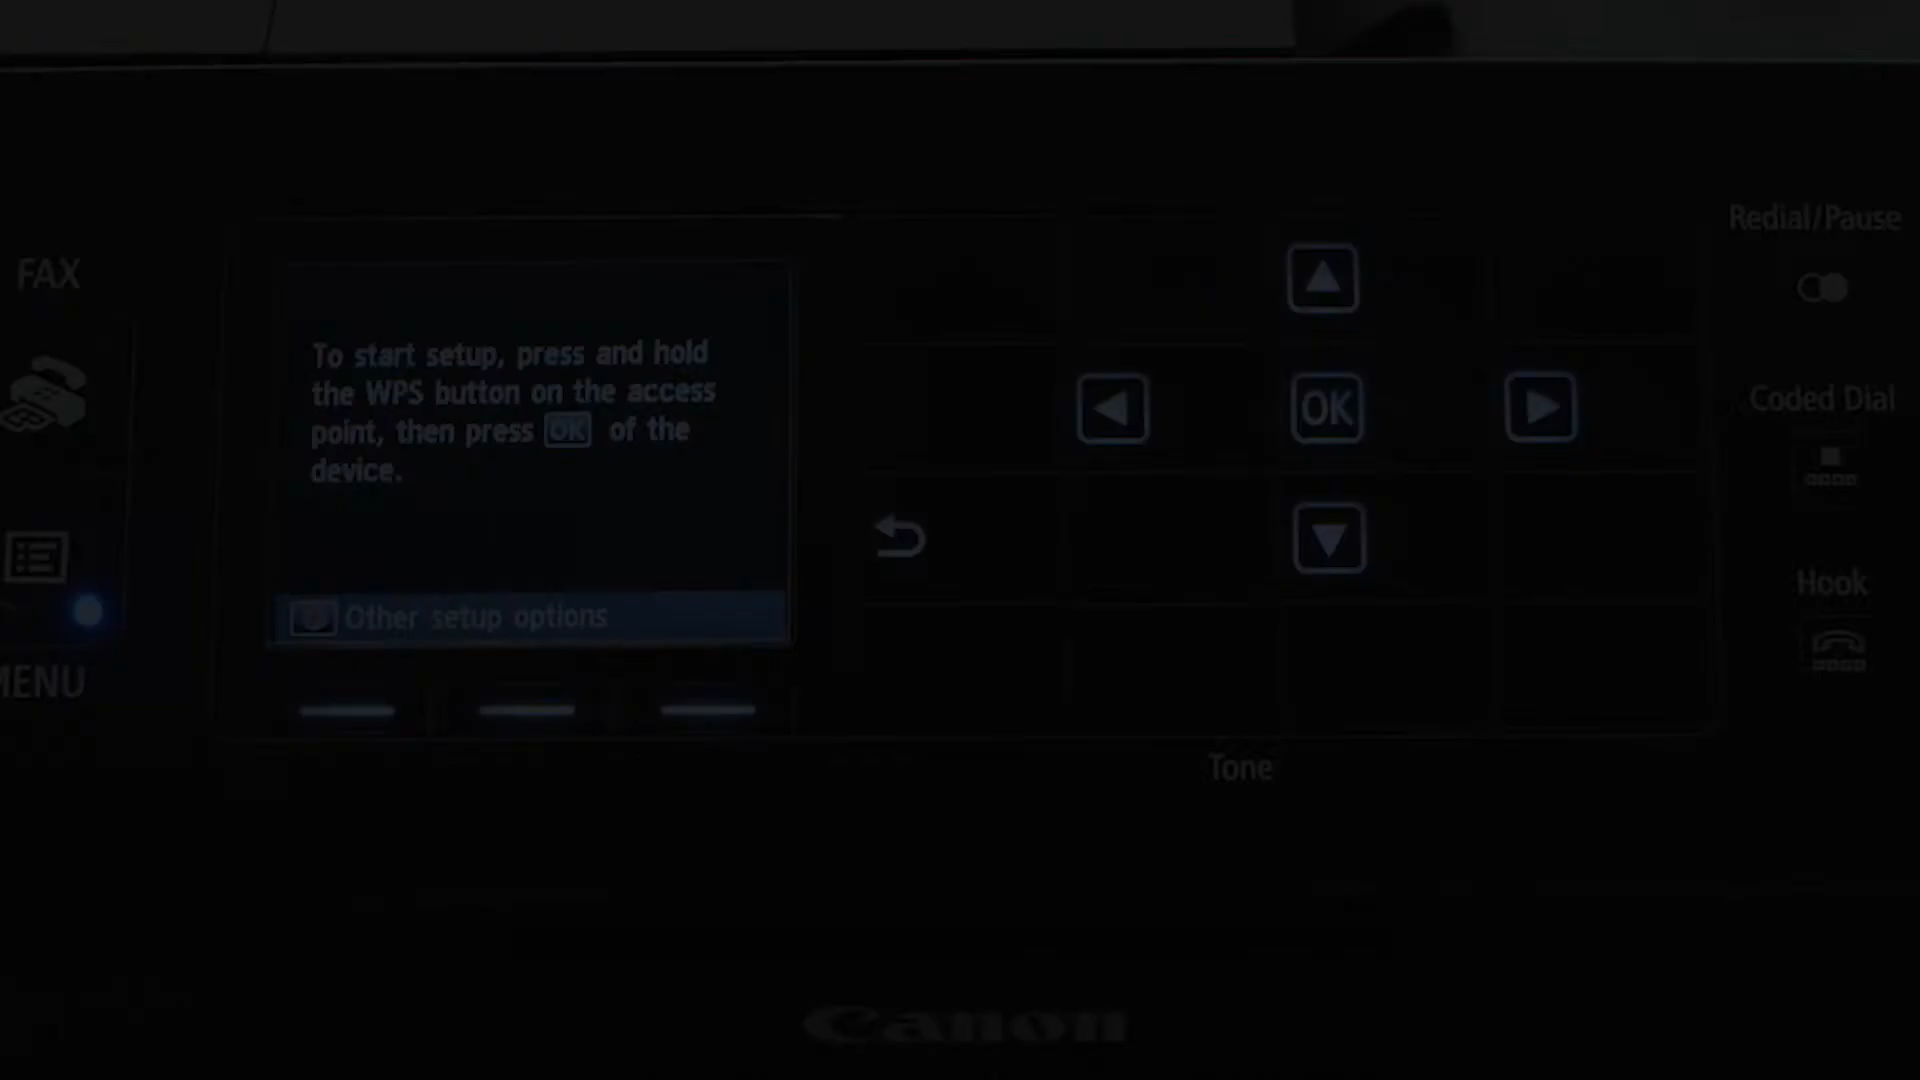 Redial/Pause
FAX
To start setup, press and hold
the WPS button on the access
point, then press OK of the
device.
OK
Coded Dial
Hook
Other setup options
MENU
Tone
Canon